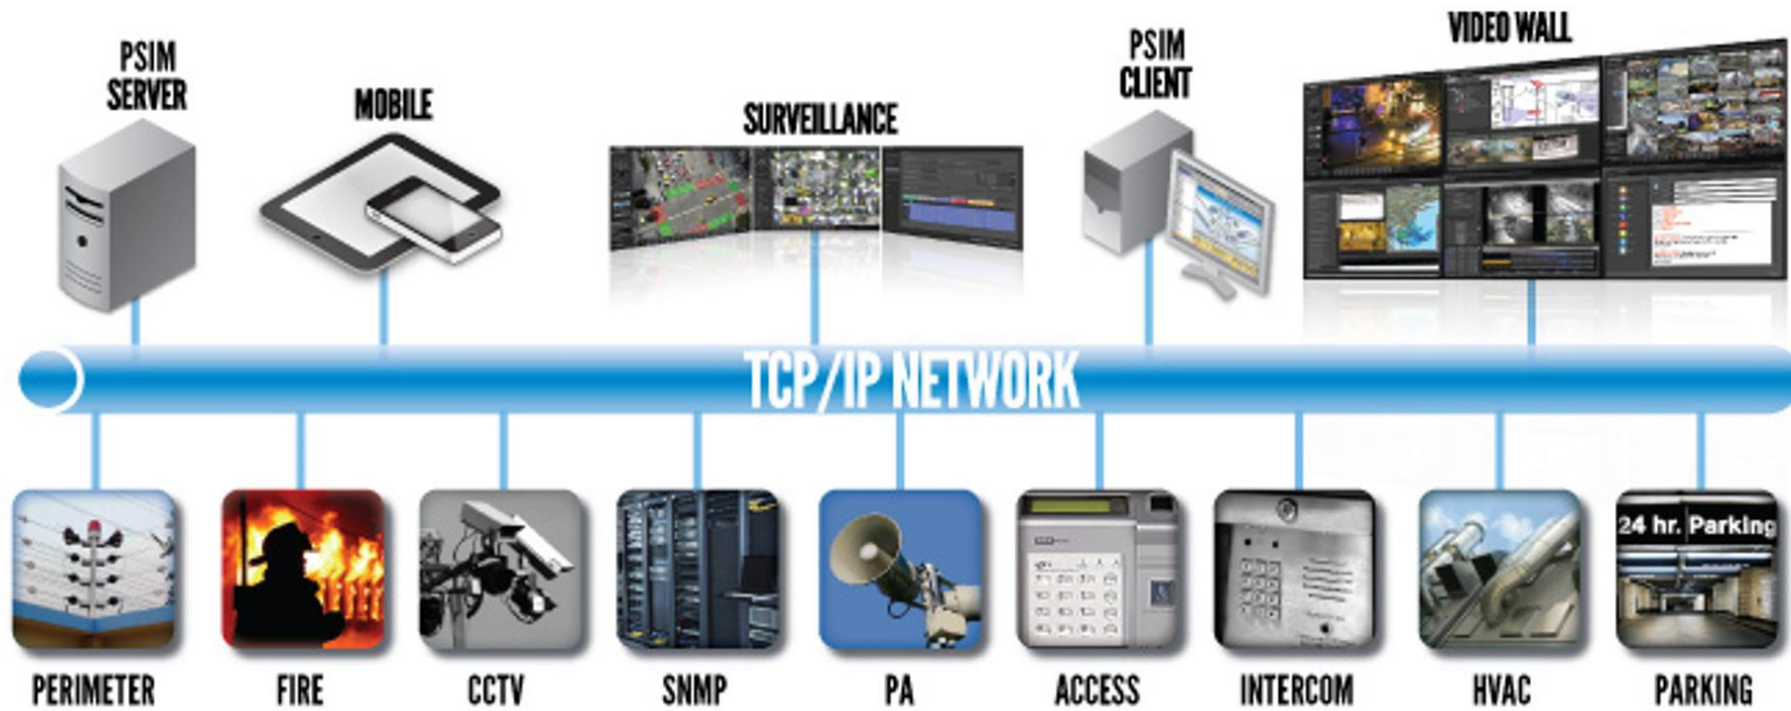 PSIM
SERVER
MOBILE
SURVEILLANCE
PSIM
CLIENT
VIDEO WALL
TCP/IP NETWORK
24 hr. Parking
PERIMETER
FIRE
CCTV
SNMP
PA
ACCESS
INTERCOM
HVAC
PARKING